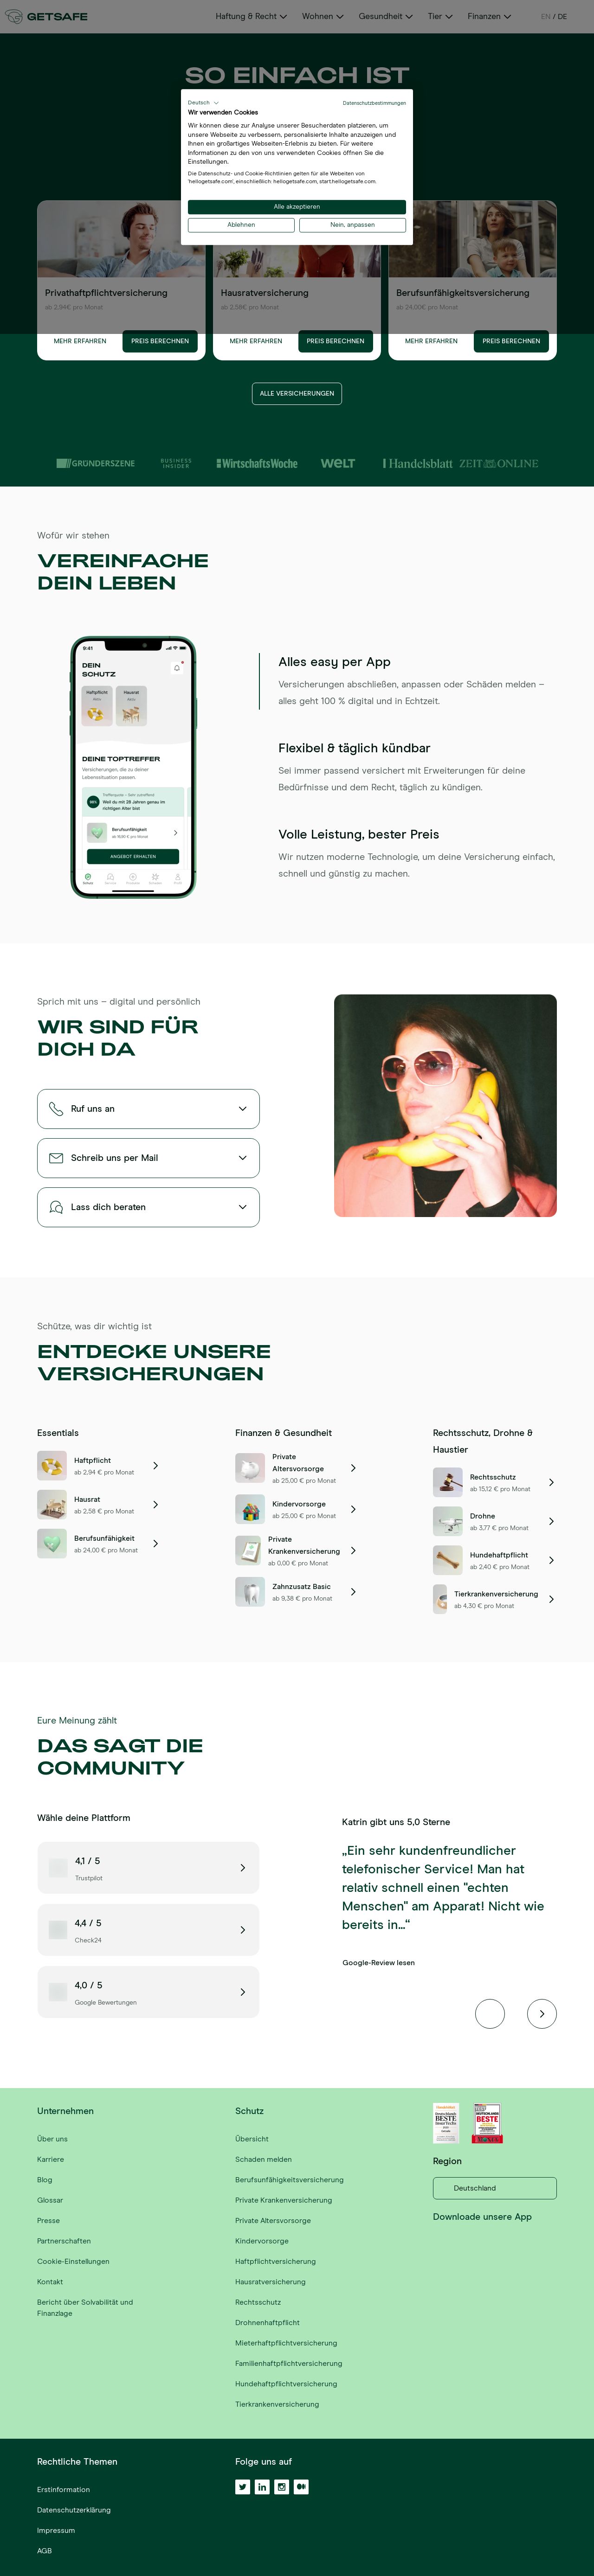 GETSAFE
Haftung & Recht
Wohnen
Gesundheit
Tier
Finanzen
EN / DE
SO EINFACH IST
Deutsch
Datenschutzbestimmungen
Wir verwenden Cookies
Wir können diese zur Analyse unserer Besucherdaten platzieren, um
unsere Webseite zu verbessern, personalisierte Inhalte anzuzeigen und
Ihnen ein großartiges Webseiten-Erlebnis zu bieten. Für weitere
Informationen zu den von uns verwendeten Cookies öffnen Sie die
Einstellungen.
Die Datenschutz- und Cookie-Richtlinien gelten für alle Webeiten von
'hellogetsafe.com', einschließlich: hellogetsafe.com, start.hellogetsafe.com.
Alle akzeptieren
Ablehnen
Nein, anpassen
Privathaftpflichtversicherung
ab 2,94€ pro Monat
MEHR ERFAHREN
PREIS BERECHNEN
Hausratversicherung
ab 2,58€ pro Monat
MEHR ERFAHREN
PREIS BERECHNEN
Berufsunfähigkeitsversicherung
ab 24,00€ pro Monat
MEHR ERFAHREN
PREIS BERECHNEN
ALLE VERSICHERUNGEN
GRÜNDERSZENE
BUSINESS
INSIDER
WirtschaftsWoche
WELT
Handelsblatt
ZEIT ONLINE
Wofür wir stehen
VEREINFACHE
DEIN LEBEN
9:41
DEIN
SCHUTZ
Haftpflicht
Hausrat
DEINE TOPTREFFER
Versicherungen, die zu deiner
Lebenssituation passen.
Weil du mit 28 Jahren genau im
richtigen Alter bist
Berufsunfähigkeit
ANGEBOT ERHALTEN
Alles easy per App
Versicherungen abschließen, anpassen oder Schäden melden –
alles geht 100 % digital und in Echtzeit.
Flexibel & täglich kündbar
Sei immer passend versichert mit Erweiterungen für deine
Bedürfnisse und dem Recht, täglich zu kündigen.
Volle Leistung, bester Preis
Wir nutzen moderne Technologie, um deine Versicherung einfach,
schnell und günstig zu machen.
Sprich mit uns – digital und persönlich
WIR SIND FÜR
DICH DA
Ruf uns an
Schreib uns per Mail
Lass dich beraten
Schütze, was dir wichtig ist
ENTDECKE UNSERE
VERSICHERUNGEN
Essentials
Haftpflicht
ab 2,94 € pro Monat
Hausrat
ab 2,58 € pro Monat
Berufsunfähigkeit
ab 24,00 € pro Monat
Finanzen & Gesundheit
Private
Altersvorsorge
ab 25,00 € pro Monat
Kindervorsorge
ab 25,00 € pro Monat
Private
Krankenversicherung
ab 0,00 € pro Monat
Zahnzusatz Basic
ab 9,38 € pro Monat
Rechtsschutz, Drohne &
Haustier
Rechtsschutz
ab 15,12 € pro Monat
Drohne
ab 3,77 € pro Monat
Hundehaftpflicht
ab 2,40 € pro Monat
Tierkrankenversicherung
ab 4,30 € pro Monat
Eure Meinung zählt
DAS SAGT DIE
COMMUNITY
Wähle deine Plattform
4,1 / 5
Trustpilot
4,4 / 5
Check24
4,0 / 5
Google Bewertungen
Katrin gibt uns 5,0 Sterne
„Ein sehr kundenfreundlicher
telefonischer Service! Man hat
relativ schnell einen "echten
Menschen" am Apparat! Nicht wie
bereits in...“
Google-Review lesen
Unternehmen
Über uns
Karriere
Blog
Glossar
Presse
Partnerschaften
Cookie-Einstellungen
Kontakt
Bericht über Solvabilität und
Finanzlage
Schutz
Übersicht
Schaden melden
Berufsunfähigkeitsversicherung
Private Krankenversicherung
Private Altersvorsorge
Kindervorsorge
Haftpflichtversicherung
Hausratversicherung
Rechtsschutz
Drohnenhaftpflicht
Mieterhaftpflichtversicherung
Familienhaftpflichtversicherung
Hundehaftpflichtversicherung
Tierkrankenversicherung
BESTE
BESTE
Region
Deutschland
Downloade unsere App
Rechtliche Themen
Erstinformation
Datenschutzerklärung
Impressum
AGB
Folge uns auf